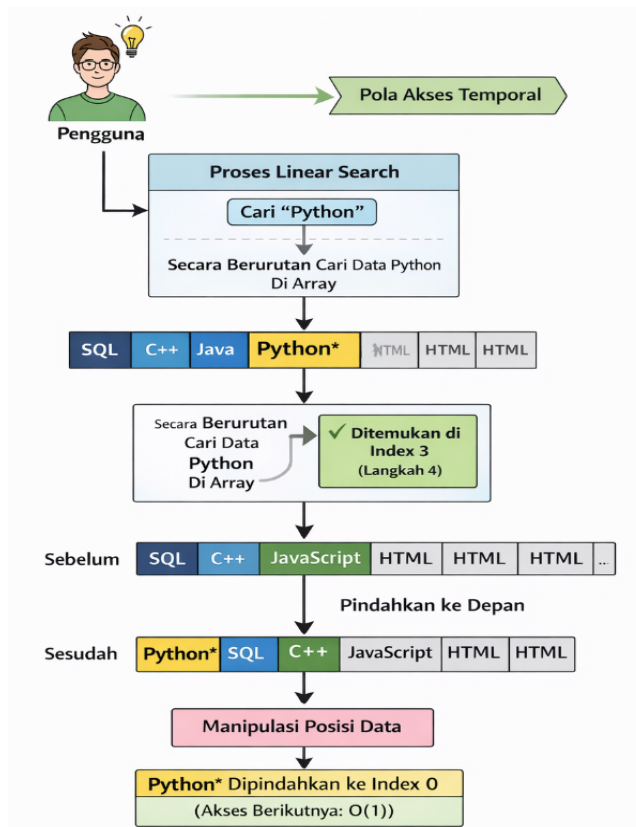 Pengguna
Pola Akses Temporal
Proses Linear Search
Cari “Python”
Secara Berurutan Cari Data Python
Di Array
SQL C++ Java Python* HTML HTML HTML
Secara Berurutan
Cari Data
Python
Di Array
✓ Ditemukan di
Index 3
(Langkah 4)
Sebelum SQL C++ JavaScript HTML HTML HTML ...
Pindahkan ke Depan
Sesudah Python* SQL C++ JavaScript HTML HTML
Manipulasi Posisi Data
Python* Dipindahkan ke Index 0
(Akses Berikutnya: O(1))